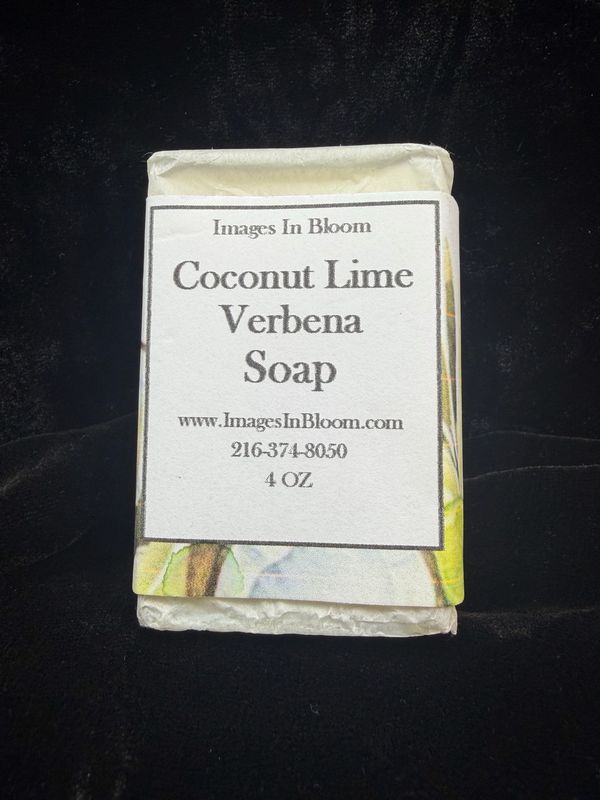 Images In Bloom
Coconut Lime
Verbena
Soap
www.ImagesInBloom.com
216-374-8050
4 OZ